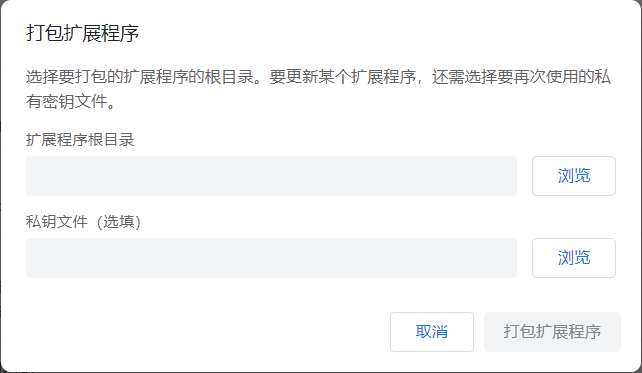 打包扩展程序
选择要打包的扩展程序的根目录。要更新某个扩展程序，还需选择要再次使用的私
有密钥文件。
扩展程序根目录
浏览
私钥文件（选填）
浏览
取消
打包扩展程序